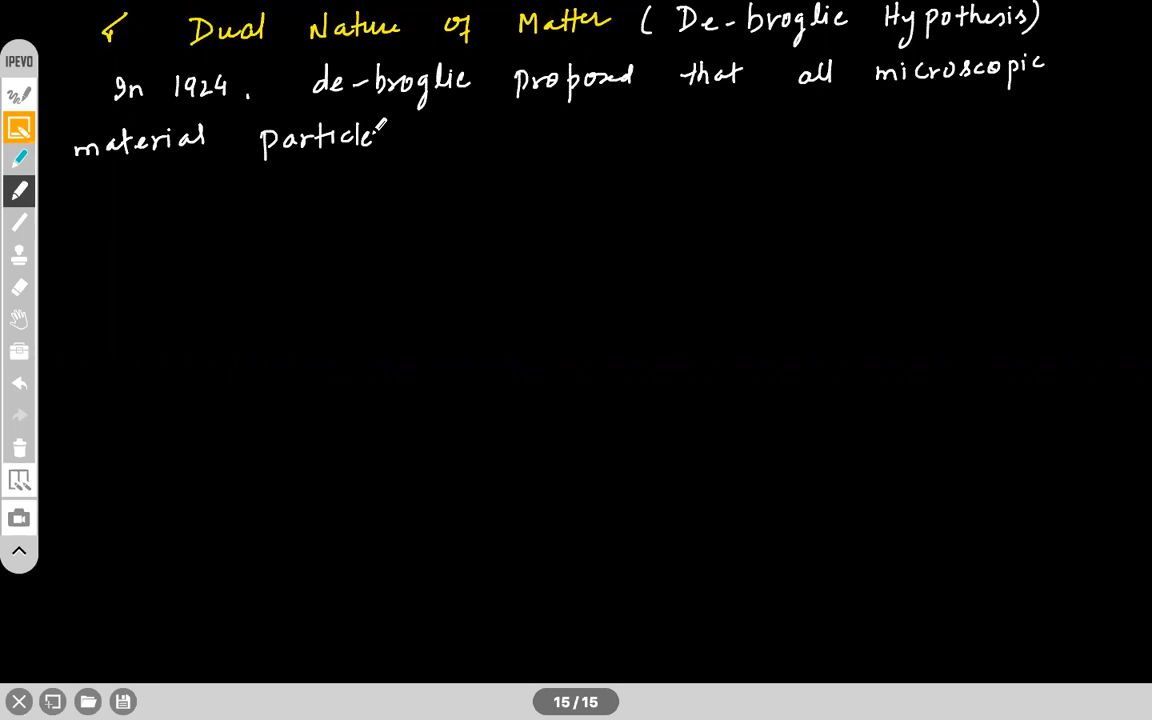 Dual Nature of Matter ( De-broglie Hypothesis)
In 1924, de-broglie proposed that all microscopic
material particle
IPEVO
15/15